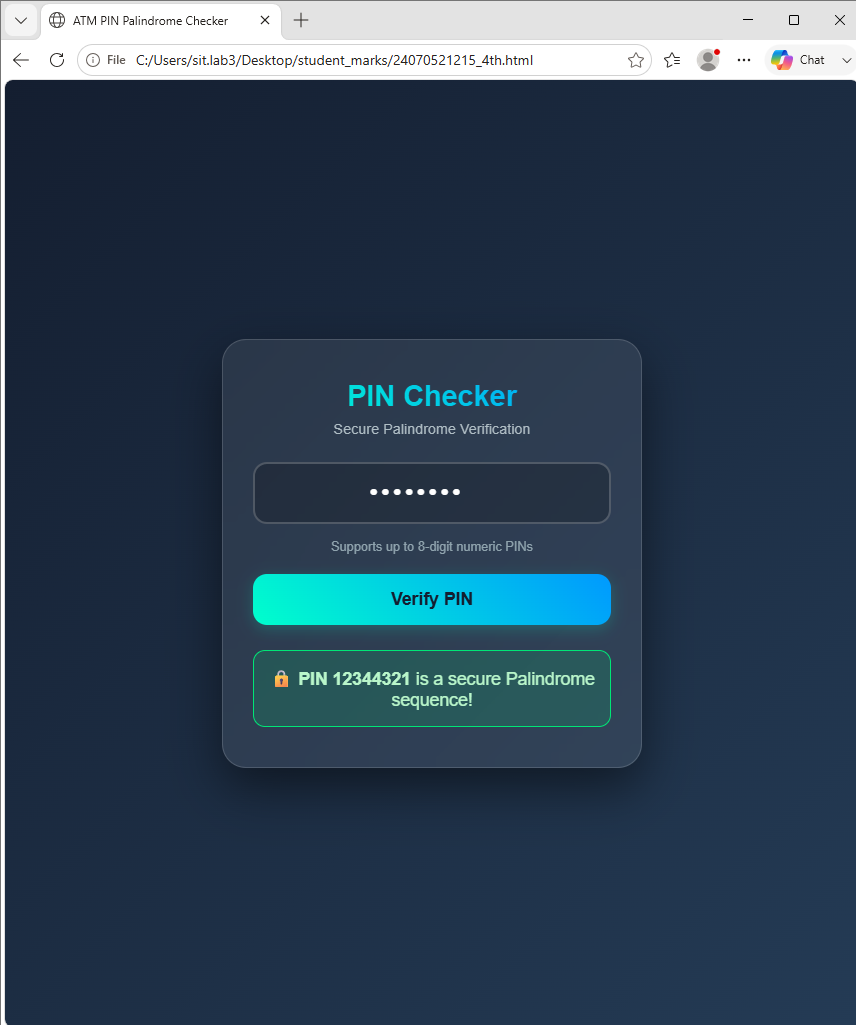 ATM PIN Palindrome Checker
File C:/Users/sit.lab3/Desktop/student_marks/24070521215_4th.html
Chat
PIN Checker
Secure Palindrome Verification
••••••••
Supports up to 8-digit numeric PINs
Verify PIN
🔒 PIN 12344321 is a secure Palindrome
sequence!